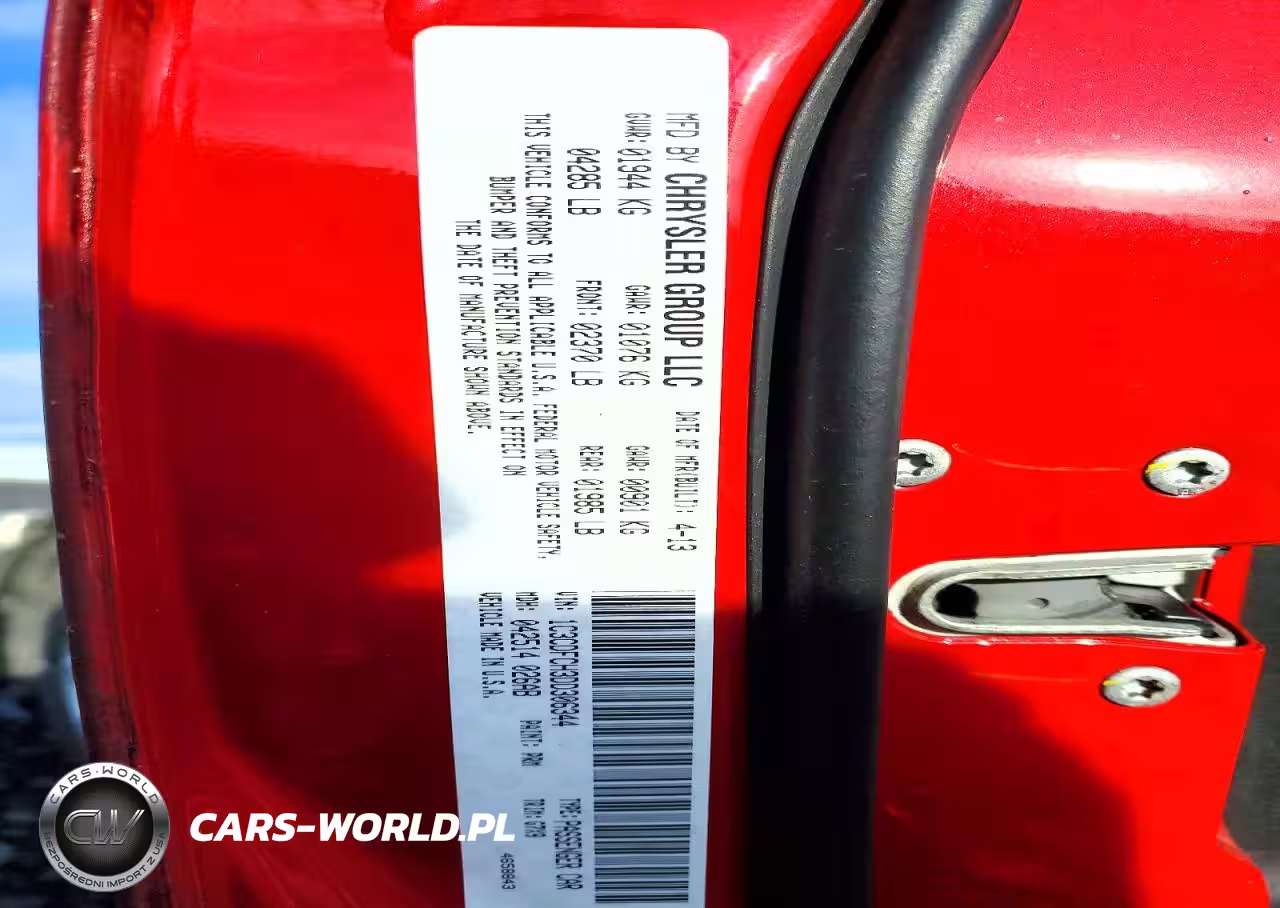 MFD BY CHRYSLER GROUP LLC DATE OF MFR(BUILT): 4-13
GVWR: 01944 KG GAWR: 01076 KG GAWR: 00901 KG
04285 LB FRONT: 02370 LB REAR: 01985 LB
THIS VEHICLE CONFORMS TO ALL APPLICABLE U.S.A. FEDERAL MOTOR VEHICLE SAFETY,
BUMPER AND THEFT PREVENTION STANDARDS IN EFFECT ON
THE DATE OF MANUFACTURE SHOWN ABOVE.
VIN: 1C3CDFCH3DD306344 TYPE: PASSENGER CAR
MDH: 042514 026AB PAINT: PRM TRIM: G7X9
VEHICLE MADE IN U.S.A. 4658843
CARS-WORLD
CW
BEZPOŚREDNI IMPORT Z USA
CARS-WORLD.PL